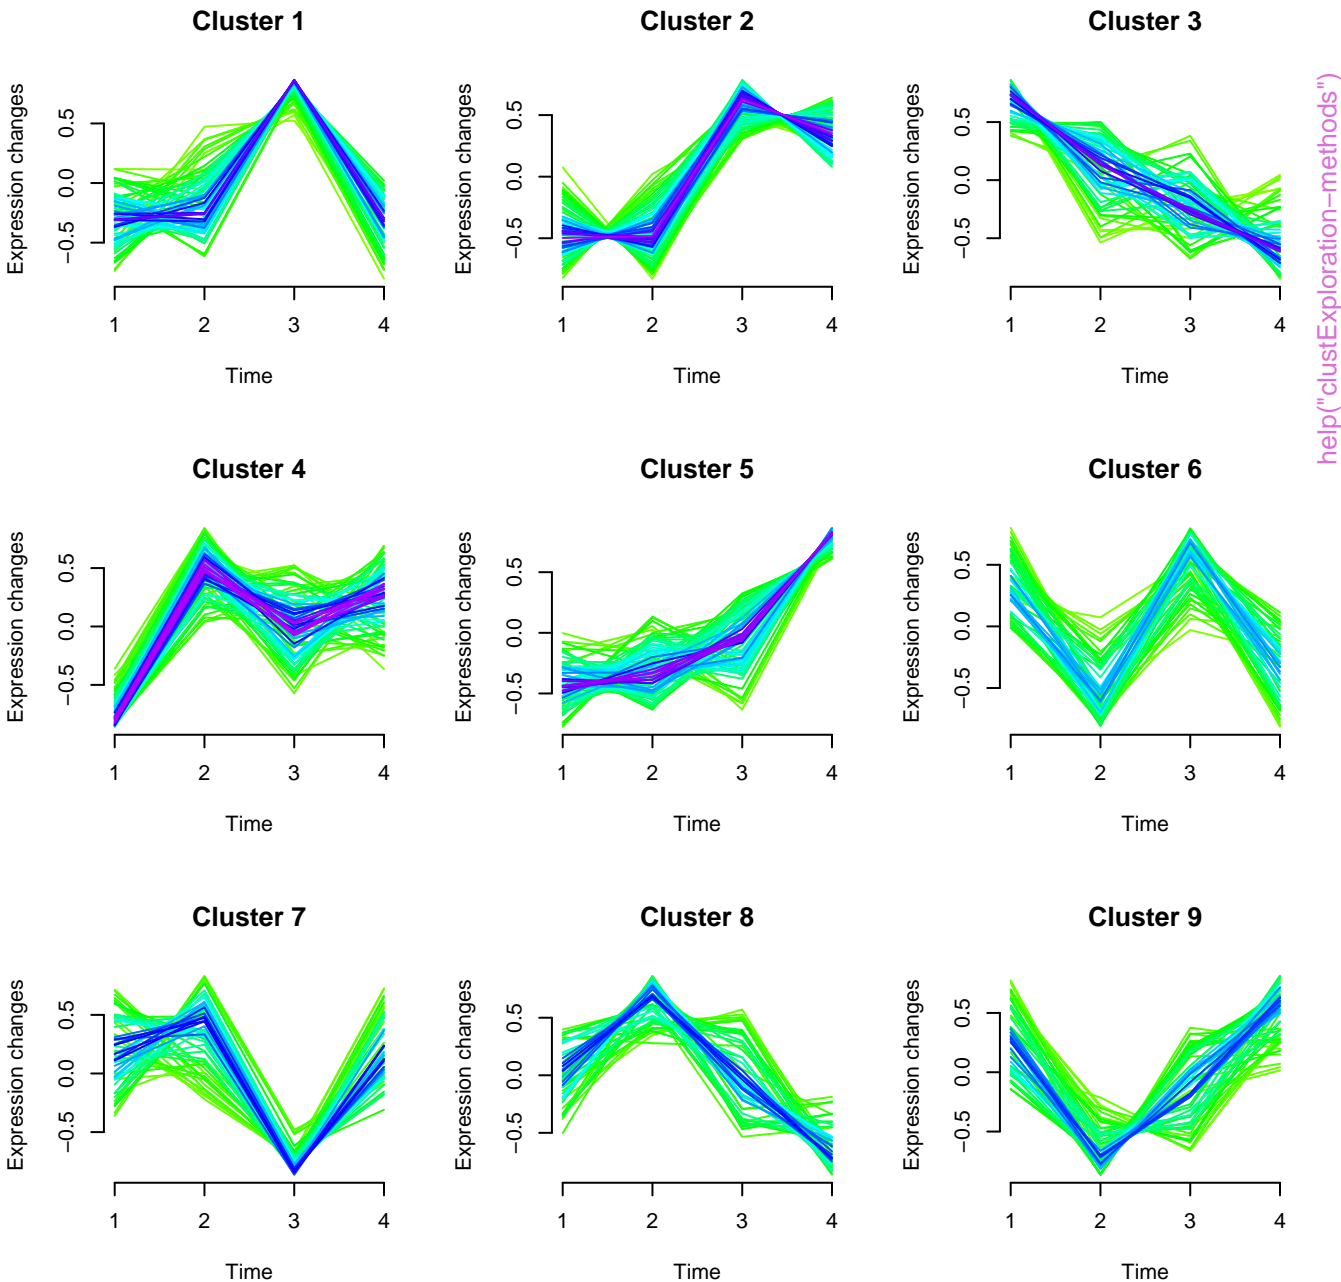 Cluster 1
Expression changes
0.5
0.0
−0.5
1 2 3 4
Time
Cluster 2
Expression changes
0.5
0.0
−0.5
1 2 3 4
Time
Cluster 3
Expression changes
0.5
0.0
−0.5
1 2 3 4
Time
help("clustExploration−methods")
Cluster 4
Expression changes
0.5
0.0
−0.5
1 2 3 4
Time
Cluster 5
Expression changes
0.5
0.0
−0.5
1 2 3 4
Time
Cluster 6
Expression changes
0.5
0.0
−0.5
1 2 3 4
Time
Cluster 7
Expression changes
0.5
0.0
−0.5
1 2 3 4
Time
Cluster 8
Expression changes
0.5
0.0
−0.5
1 2 3 4
Time
Cluster 9
Expression changes
0.5
0.0
−0.5
1 2 3 4
Time